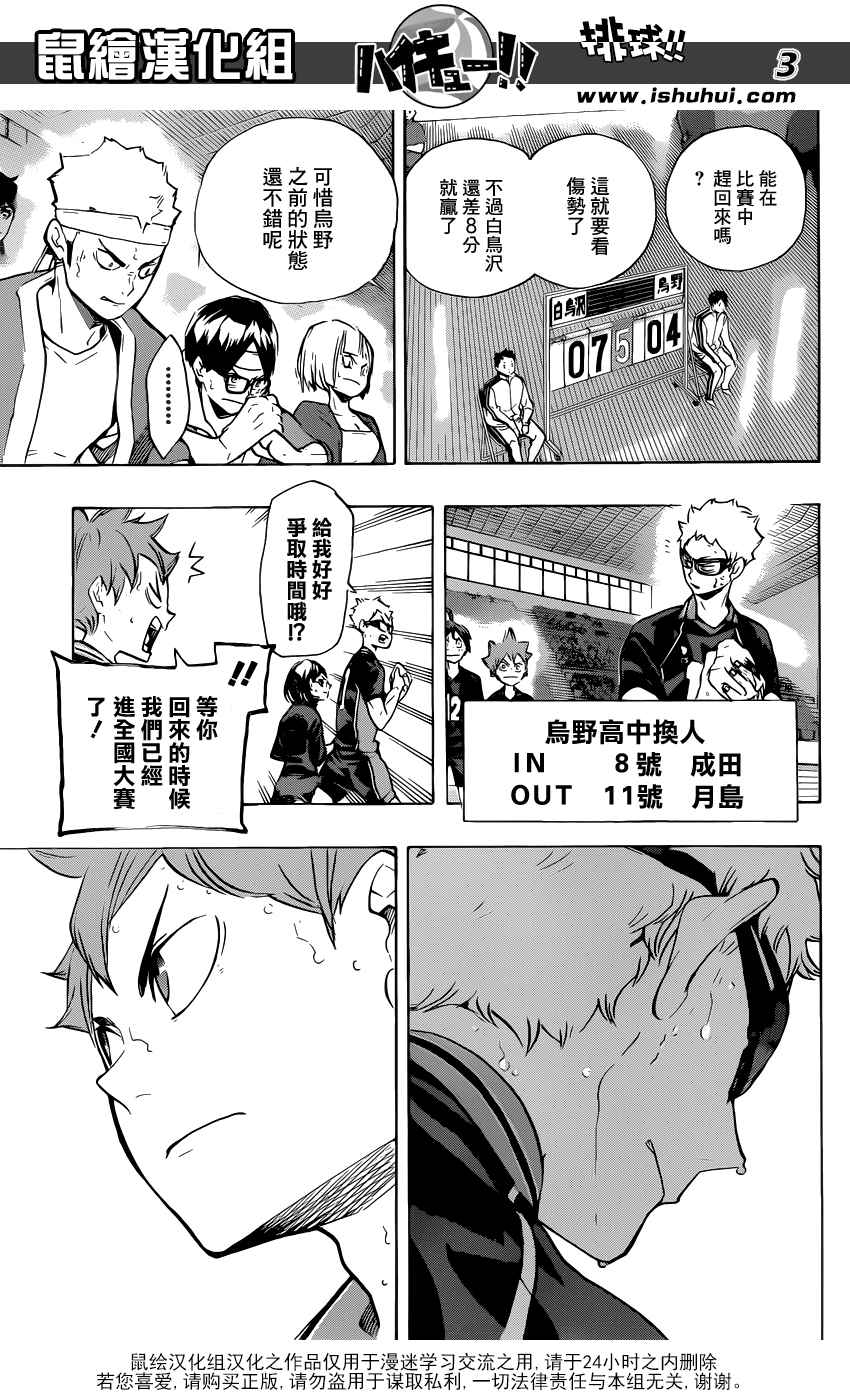 鼠繪漢化組
ハイキュー!!
排球!!
3
www.ishuhui.com
能在
比賽中
趕回來嗎
?
這就要看
傷勢了
不過白鳥沢
還差8分
就贏了
白鳥沢
烏野
07
5
04
可惜烏野
之前的狀態
還不錯呢
………
烏野高中換人
IN 8號 成田
OUT 11號 月島
12
給我好好
爭取時間哦!?
!!
等你
回來的時候
我們已經
進全國大賽
了!
鼠绘汉化组汉化之作品仅用于漫迷学习交流之用,请于24小时之内删除
若您喜爱,请购买正版,请勿盗用于谋取私利,一切法律责任与本组无关,谢谢。